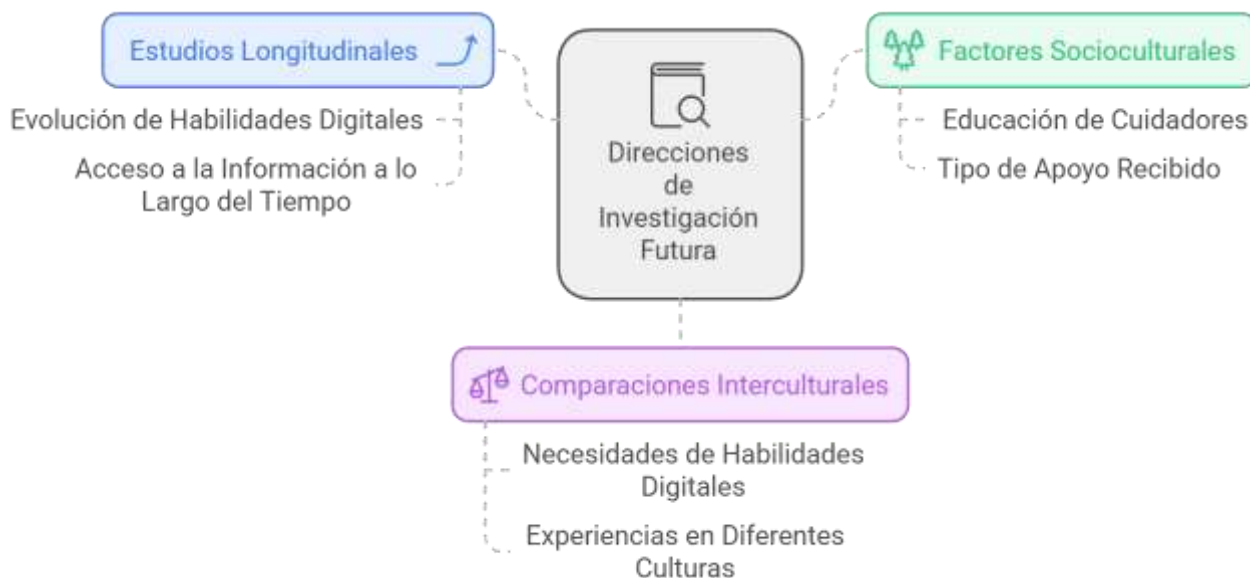 Estudios Longitudinales
Evolución de Habilidades Digitales
Acceso a la Información a lo
Largo del Tiempo
Direcciones
de
Investigación
Futura
Factores Socioculturales
Educación de Cuidadores
Tipo de Apoyo Recibido
Comparaciones Interculturales
Necesidades de Habilidades
Digitales
Experiencias en Diferentes
Culturas